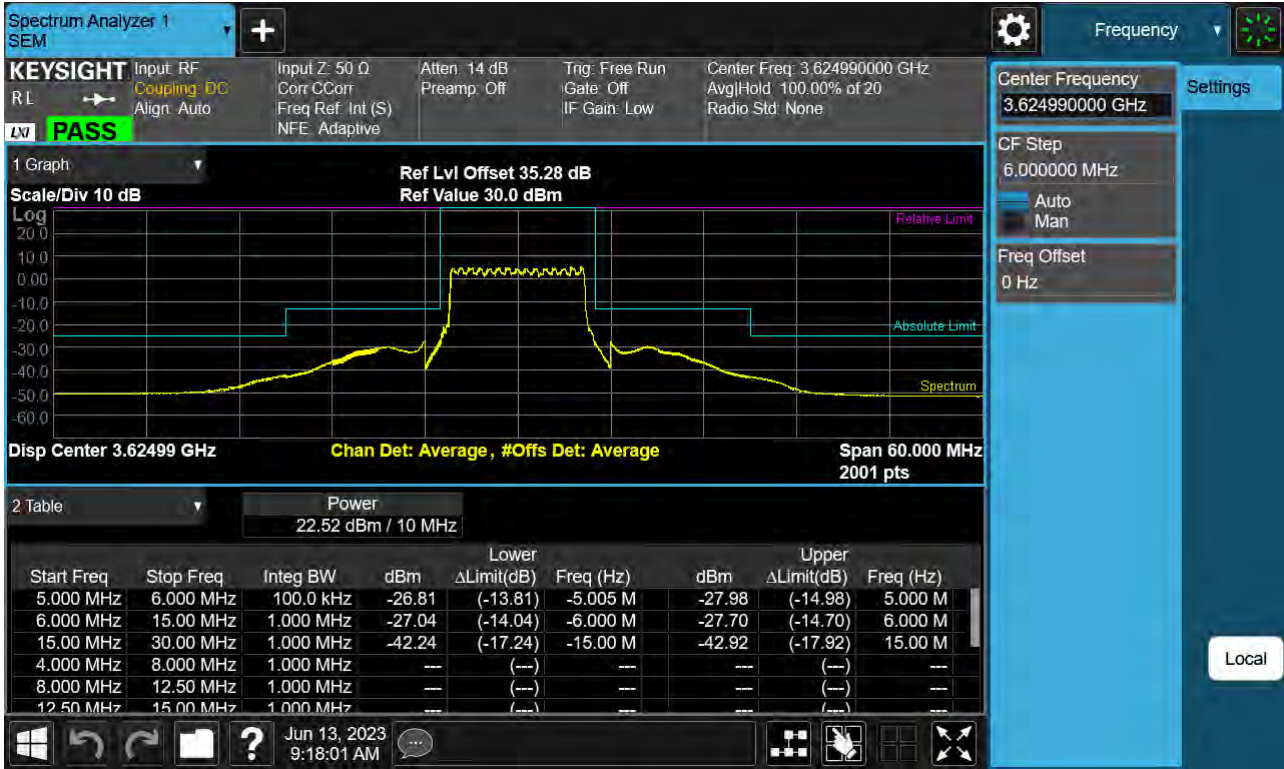 Spectrum Analyzer 1
SEM
Frequency
KEYSIGHT
R L
LXI
PASS
Input: RF
Coupling: DC
Align: Auto
Input Z: 50 Ω
Corr CCorr
Freq Ref: Int (S)
NFE: Adaptive
Atten: 14 dB
Preamp: Off
Trig: Free Run
Gate: Off
IF Gain: Low
Center Freq: 3.624990000 GHz
Avg|Hold: 100.00% of 20
Radio Std: None
Center Frequency
3.624990000 GHz
Settings
CF Step
6.000000 MHz
Auto
Man
Freq Offset
0 Hz
Local
1 Graph
Scale/Div 10 dB
Ref Lvl Offset 35.28 dB
Ref Value 30.0 dBm
Log
20.0
10.0
0.00
-10.0
-20.0
-30.0
-40.0
-50.0
-60.0
Relative Limit
Absolute Limit
Spectrum
Disp Center 3.62499 GHz
Chan Det: Average , #Offs Det: Average
Span 60.000 MHz
2001 pts
2 Table
Power
22.52 dBm / 10 MHz
Lower Upper
Start Freq Stop Freq Integ BW dBm ΔLimit(dB) Freq (Hz) dBm ΔLimit(dB) Freq (Hz)
5.000 MHz 6.000 MHz 100.0 kHz -26.81 (-13.81) -5.005 M -27.98 (-14.98) 5.000 M
6.000 MHz 15.00 MHz 1.000 MHz -27.04 (-14.04) -6.000 M -27.70 (-14.70) 6.000 M
15.00 MHz 30.00 MHz 1.000 MHz -42.24 (-17.24) -15.00 M -42.92 (-17.92) 15.00 M
4.000 MHz 8.000 MHz 1.000 MHz --- (---) --- --- (---) ---
8.000 MHz 12.50 MHz 1.000 MHz --- (---) --- --- (---) ---
12.50 MHz 15.00 MHz 1.000 MHz --- (---) --- --- (---) ---
Jun 13, 2023
9:18:01 AM